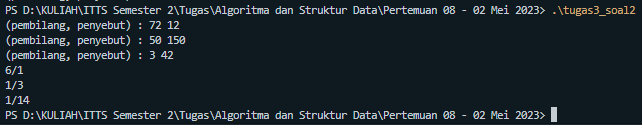 PS D:\KULIAH\ITTS Semester 2\Tugas\Algoritma dan Struktur Data\Pertemuan 08 - 02 Mei 2023> .\tugas3_soal2
(pembilang, penyebut) : 72 12
(pembilang, penyebut) : 50 150
(pembilang, penyebut) : 3 42
6/1
1/3
1/14
PS D:\KULIAH\ITTS Semester 2\Tugas\Algoritma dan Struktur Data\Pertemuan 08 - 02 Mei 2023>